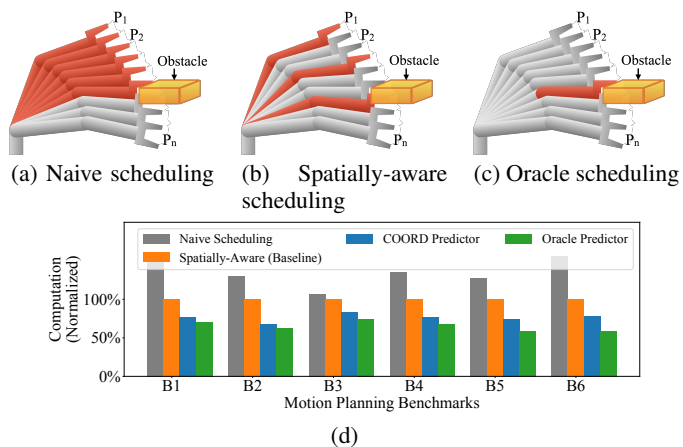 P1
P2
Obstacle
Pn
P1
P2
Obstacle
Pn
P1
P2
Obstacle
Pn
(a) Naive scheduling
(b) Spatially-aware scheduling
(c) Oracle scheduling
Naive Scheduling
COORD Predictor
Oracle Predictor
Spatially-Aware (Baseline)
Computation
(Normalized)
100%
50%
0%
B1 B2 B3 B4 B5 B6
Motion Planning Benchmarks
(d)